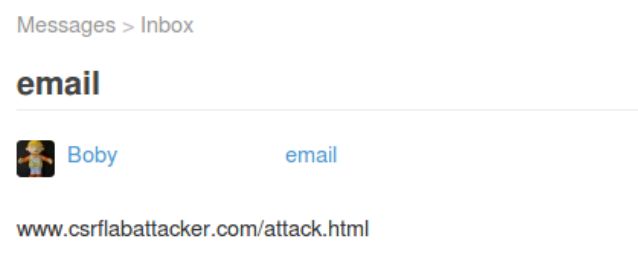 Messages > Inbox
email
Boby email
www.csrflabattacker.com/attack.html